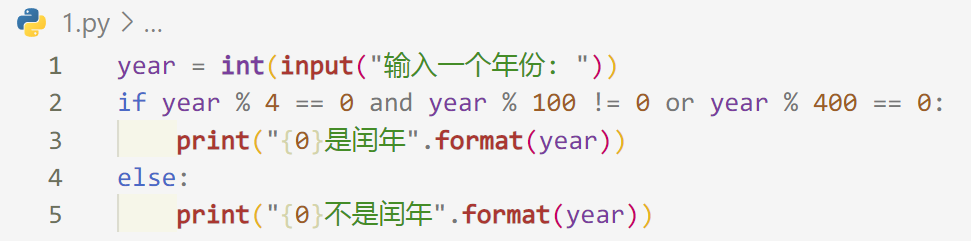 1.py > ...
1 year = int(input("输入一个年份: "))
2 if year % 4 == 0 and year % 100 != 0 or year % 400 == 0:
3 print("{0}是闰年".format(year))
4 else:
5 print("{0}不是闰年".format(year))